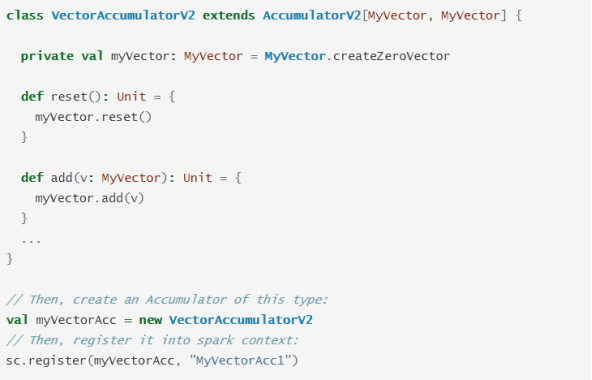 class VectorAccumulatorV2 extends AccumulatorV2[MyVector, MyVector] {
private val myVector: MyVector = MyVector.createZeroVector
def reset(): Unit = {
myVector.reset()
}
def add(v: MyVector): Unit = {
myVector.add(v)
}
...
}
// Then, create an Accumulator of this type:
val myVectorAcc = new VectorAccumulatorV2
// Then, register it into spark context:
sc.register(myVectorAcc, "MyVectorAcc1")